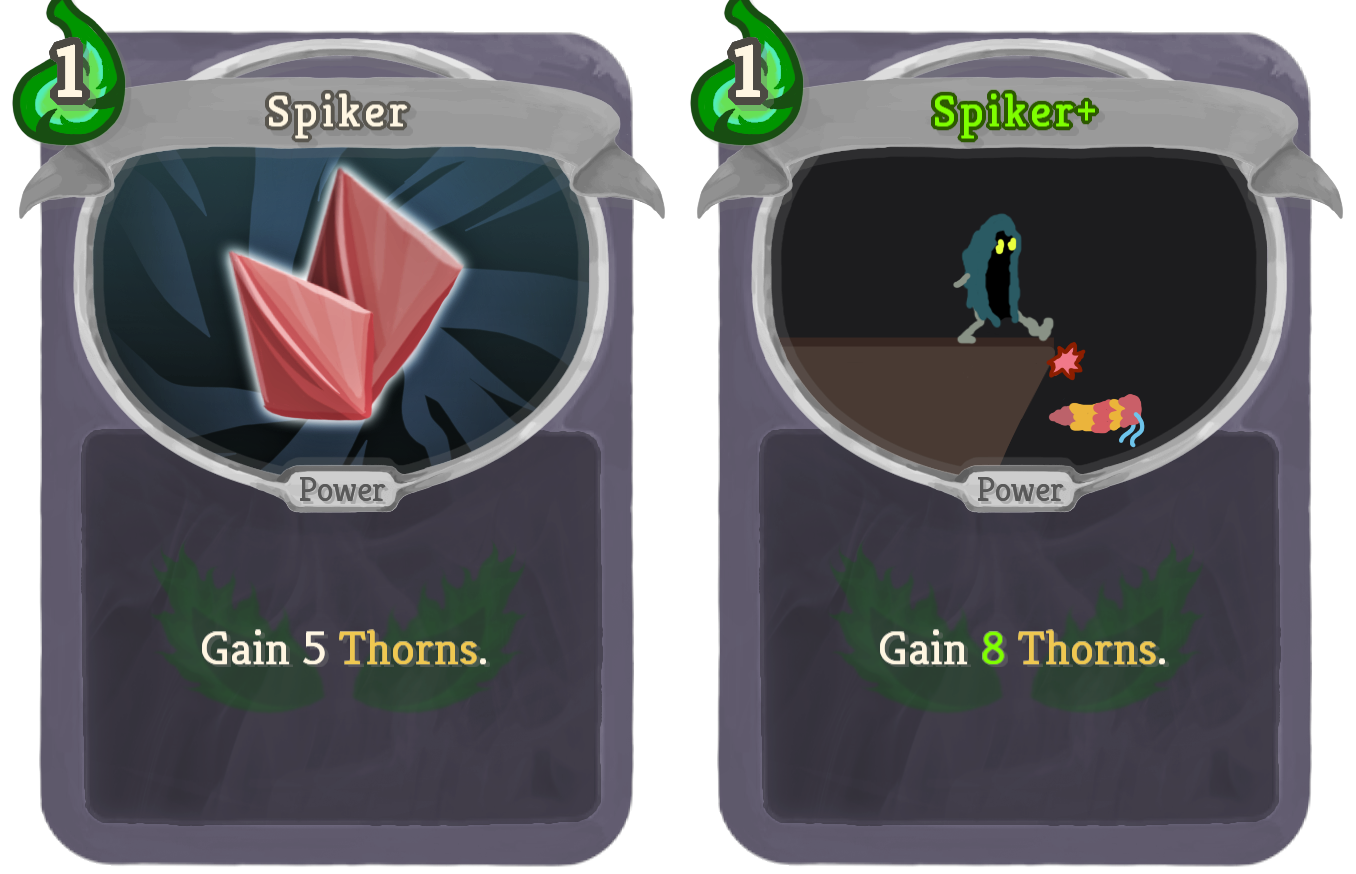 1
Spiker
Power
Gain 5 Thorns.
1
Spiker+
Power
Gain 8 Thorns.